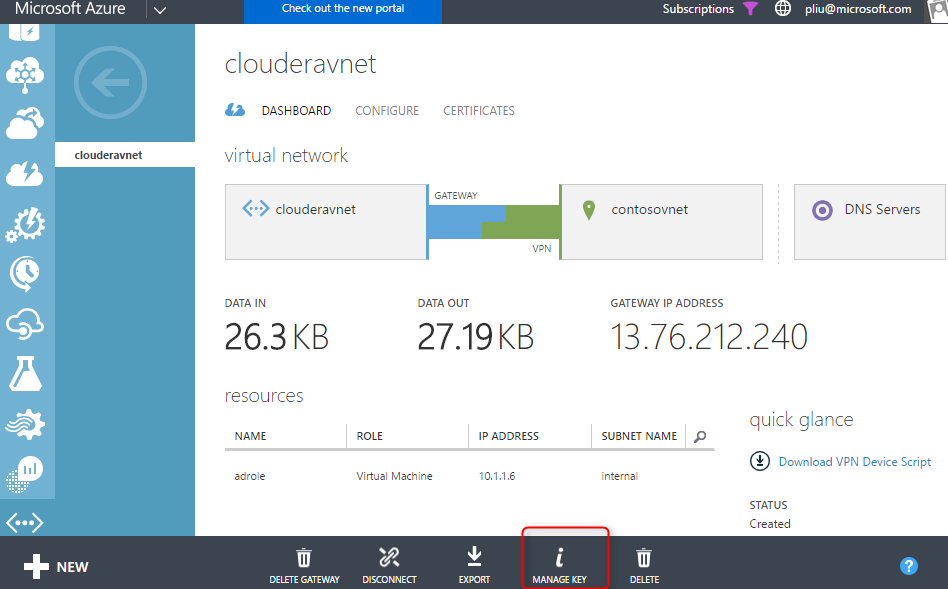 Microsoft Azure
Check out the new portal
Subscriptions
pliu@microsoft.com
clouderavnet
clouderavnet
DASHBOARD CONFIGURE CERTIFICATES
virtual network
clouderavnet
GATEWAY
VPN
contosovnet
DNS Servers
DATA IN DATA OUT GATEWAY IP ADDRESS
26.3 KB 27.19 KB 13.76.212.240
resources
NAME ROLE IP ADDRESS SUBNET NAME
adrole Virtual Machine 10.1.1.6 internal
quick glance
Download VPN Device Script
STATUS
Created
NEW
DELETE GATEWAY DISCONNECT EXPORT MANAGE KEY DELETE